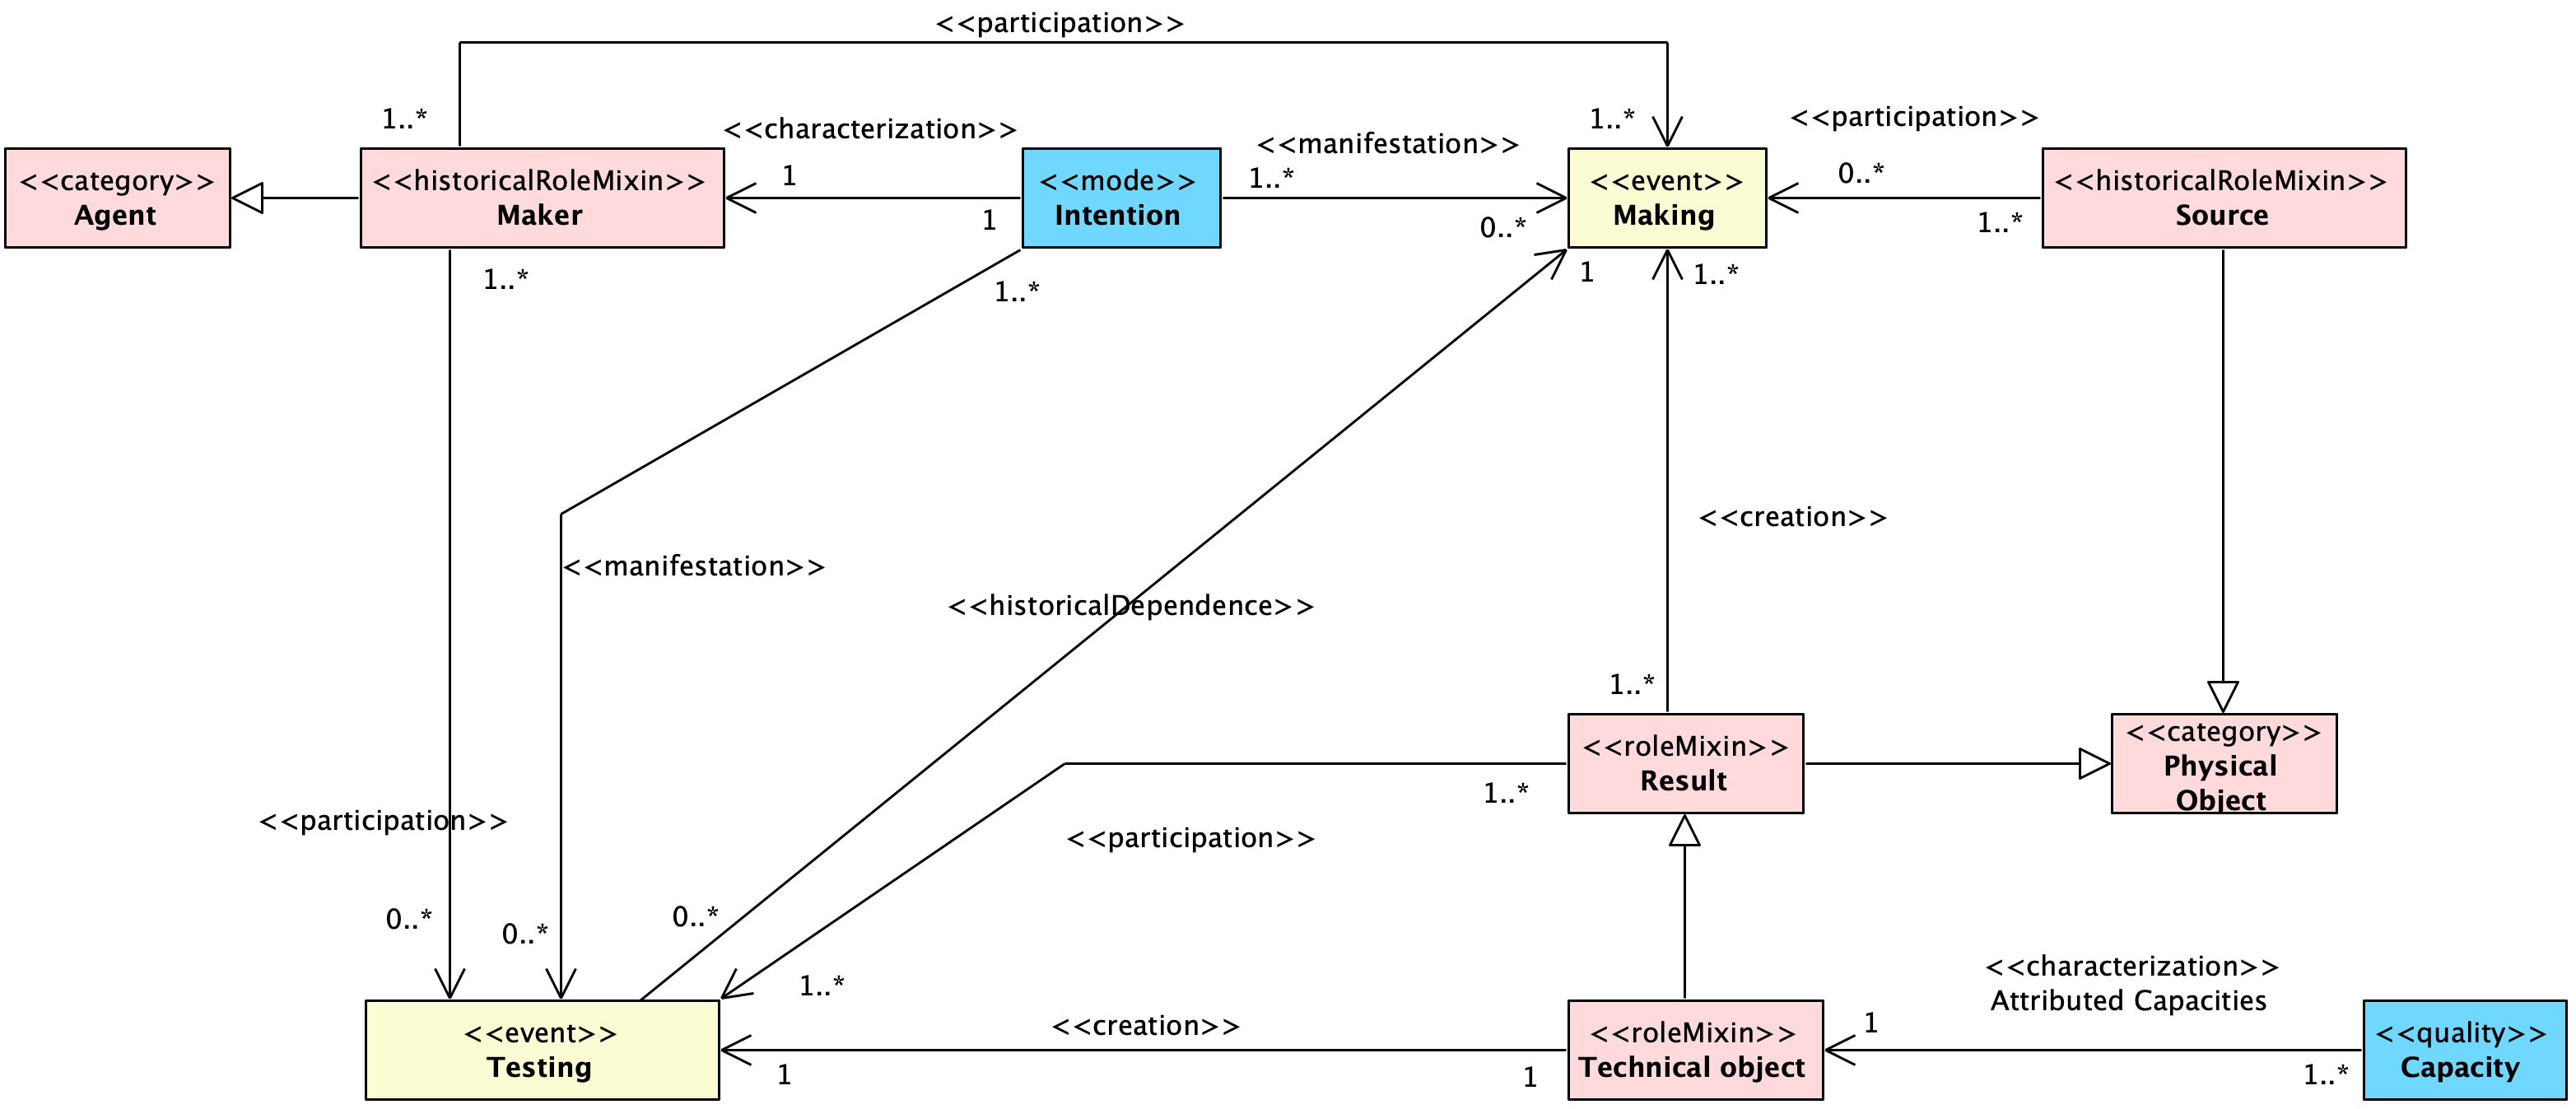 <<participation>>
1..*
1..*
<<participation>>
<<characterization>>
<<manifestation>>
<<category>>
Agent
<<historicalRoleMixin>>
Maker
1
1
<<mode>>
Intention
1..*
0..*
<<event>>
Making
0..*
1..*
<<historicalRoleMixin>>
Source
1..*
1..*
1
1..*
<<creation>>
<<manifestation>>
<<historicalDependence>>
1..*
<<roleMixin>>
Result
<<category>>
Physical
Object
1..*
<<participation>>
<<participation>>
0..*
0..*
0..*
1..*
<<characterization>>
Attributed Capacities
<<event>>
Testing
<<creation>>
1
1
<<roleMixin>>
Technical object
1
1..*
<<quality>>
Capacity